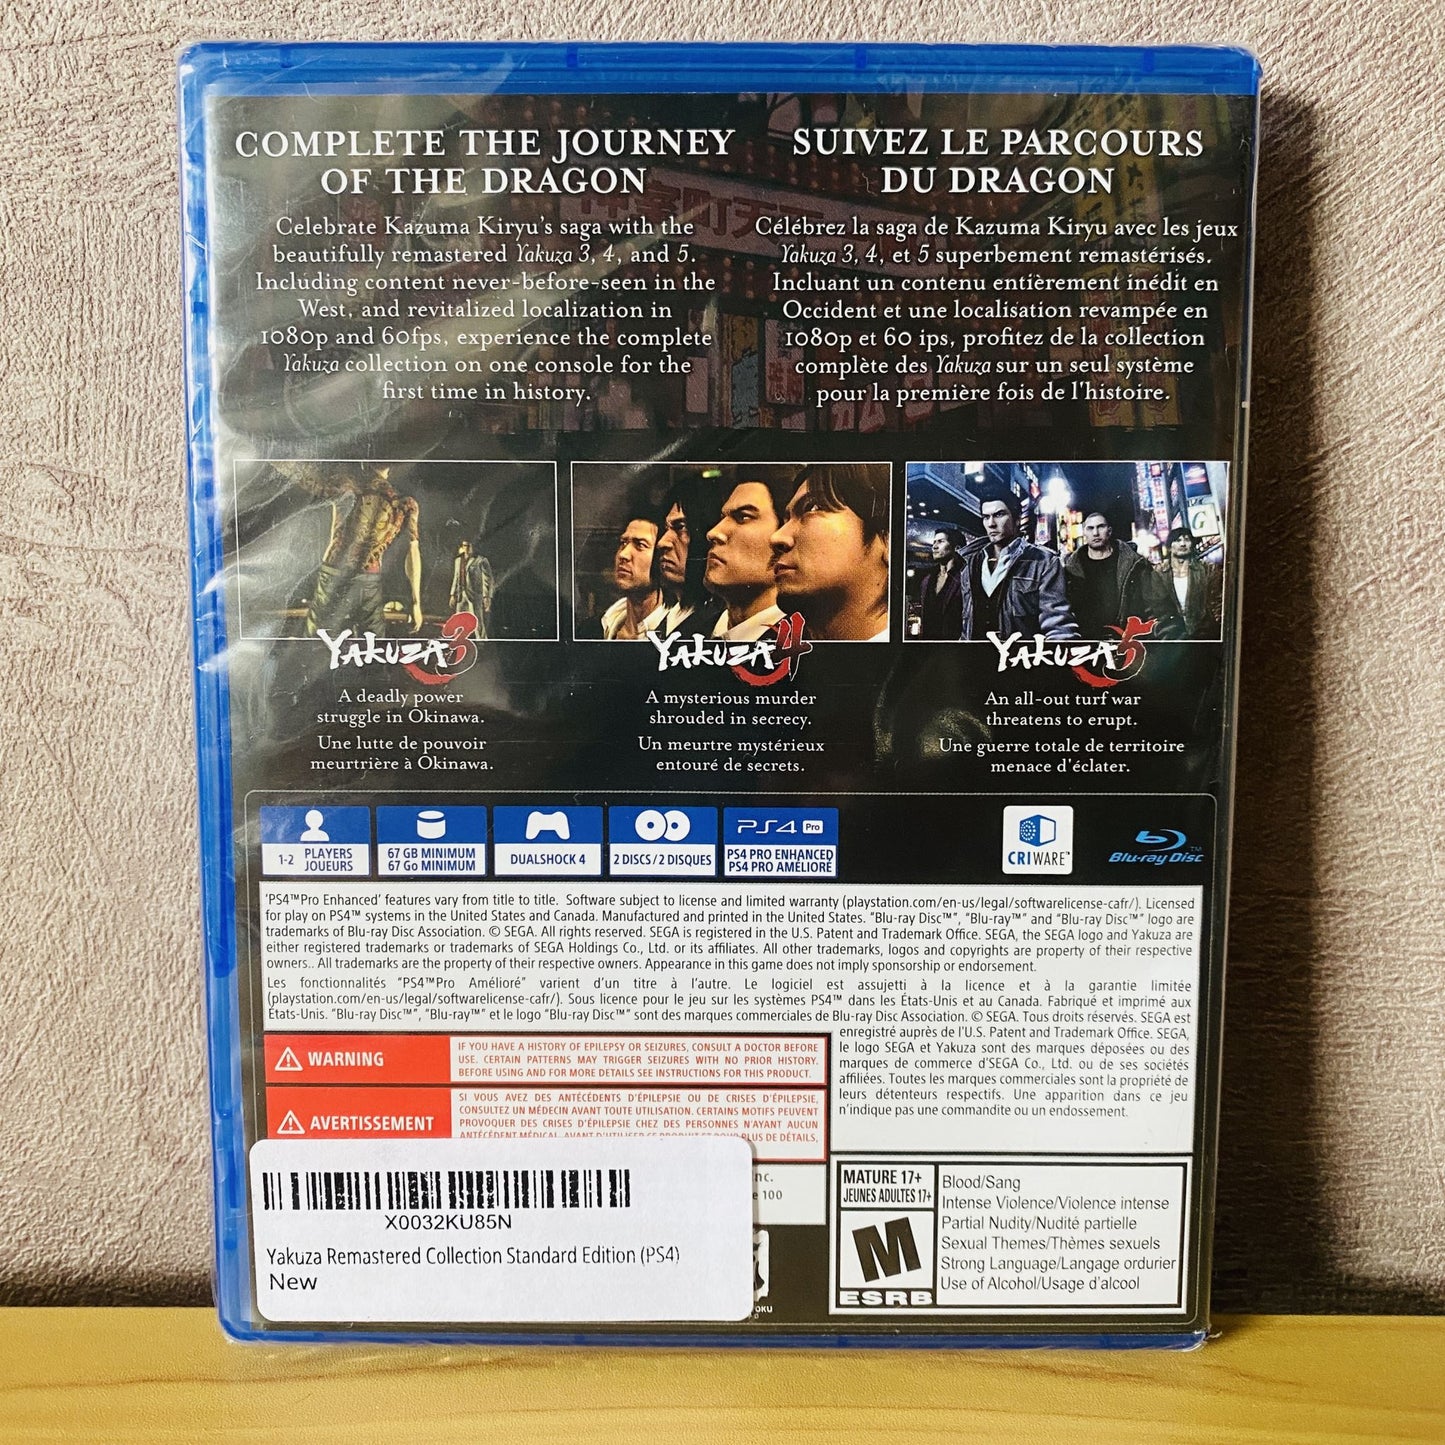 COMPLETE THE JOURNEY
OF THE DRAGON
Celebrate Kazuma Kiryu's saga with the
beautifully remastered Yakuza 3, 4, and 5.
Including content never-before-seen in the
West, and revitalized localization in
1080p and 60fps, experience the complete
Yakuza collection on one console for the
first time in history.
SUIVEZ LE PARCOURS
DU DRAGON
Célébrez la saga de Kazuma Kiryu avec les jeux
Yakuza 3, 4, et 5 superbement remastérisés.
Incluant un contenu entièrement inédit en
Occident et une localisation revampée en
1080p et 60 ips, profitez de la collection
complète des Yakuza sur un seul système
pour la première fois de l'histoire.
YAKUZA 3
A deadly power
struggle in Okinawa.
Une lutte de pouvoir
meurtrière à Okinawa.
YAKUZA 4
A mysterious murder
shrouded in secrecy.
Un meurtre mystérieux
entouré de secrets.
YAKUZA 5
An all-out turf war
threatens to erupt.
Une guerre totale de territoire
menace d'éclater.
1-2 PLAYERS
JOUEURS
67 GB MINIMUM
67 Go MINIMUM
DUALSHOCK 4
2 DISCS / 2 DISQUES
PS4 Pro
PS4 PRO ENHANCED
PS4 PRO AMÉLIORÉ
CRIWARE™
Blu-ray Disc™
'PS4™Pro Enhanced' features vary from title to title. Software subject to license and limited warranty (playstation.com/en-us/legal/softwarelicense-cafr/). Licensed
for play on PS4™ systems in the United States and Canada. Manufactured and printed in the United States. "Blu-ray Disc™", "Blu-ray™" and "Blu-ray Disc™" logo are
trademarks of Blu-ray Disc Association. © SEGA. All rights reserved. SEGA is registered in the U.S. Patent and Trademark Office. SEGA, the SEGA logo and Yakuza are
either registered trademarks or trademarks of SEGA Holdings Co., Ltd. or its affiliates. All other trademarks, logos and copyrights are property of their respective
owners.. All trademarks are the property of their respective owners. Appearance in this game does not imply sponsorship or endorsement.
Les fonctionnalités "PS4™Pro Amélioré" varient d'un titre à l'autre. Le logiciel est assujetti à la licence et à la garantie limitée
(playstation.com/en-us/legal/softwarelicense-cafr/). Sous licence pour le jeu sur les systèmes PS4™ dans les États-Unis et au Canada. Fabriqué et imprimé aux
États-Unis. "Blu-ray Disc™", "Blu-ray™" et le logo "Blu-ray Disc™" sont des marques commerciales de Blu-ray Disc Association. © SEGA. Tous droits réservés. SEGA est
enregistré auprès de l'U.S. Patent and Trademark Office. SEGA,
le logo SEGA et Yakuza sont des marques déposées ou des
marques de commerce d'SEGA Co., Ltd. ou de ses sociétés
affiliées. Toutes les marques commerciales sont la propriété de
leurs détenteurs respectifs. Une apparition dans ce jeu
n'indique pas une commandite ou un endossement.
WARNING
IF YOU HAVE A HISTORY OF EPILEPSY OR SEIZURES, CONSULT A DOCTOR BEFORE
USE. CERTAIN PATTERNS MAY TRIGGER SEIZURES WITH NO PRIOR HISTORY.
BEFORE USING AND FOR MORE DETAILS SEE INSTRUCTIONS FOR THIS PRODUCT.
AVERTISSEMENT
SI VOUS AVEZ DES ANTÉCÉDENTS D'ÉPILEPSIE OU DE CRISES D'ÉPILEPSIE,
CONSULTEZ UN MÉDECIN AVANT TOUTE UTILISATION. CERTAINS MOTIFS PEUVENT
PROVOQUER DES CRISES D'ÉPILEPSIE CHEZ DES PERSONNES N'AYANT AUCUN
ANTÉCÉDENT MÉDICAL. AVANT D'UTILISER CE PRODUIT ET POUR PLUS DE DÉTAILS,
nc.
e 100
X0032KU85N
Yakuza Remastered Collection Standard Edition (PS4)
New
OKU
MATURE 17+
JEUNES ADULTES 17+
M
ESRB
Blood/Sang
Intense Violence/Violence intense
Partial Nudity/Nudité partielle
Sexual Themes/Thèmes sexuels
Strong Language/Langage ordurier
Use of Alcohol/Usage d'alcool